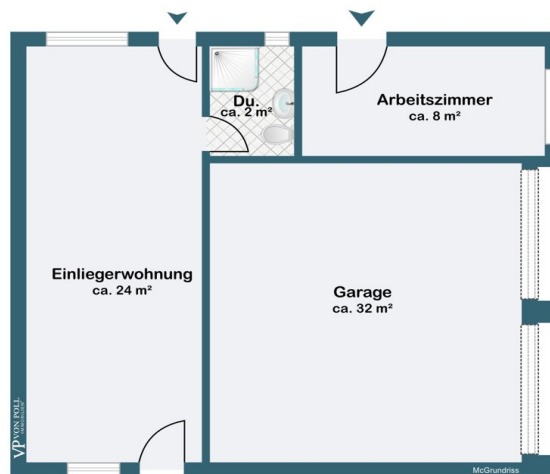 Du.
ca. 2 m²
Arbeitszimmer
ca. 8 m²
Einliegerwohnung
ca. 24 m²
Garage
ca. 32 m²
VP VON POLL
IMMOBILIEN
McGrundriss